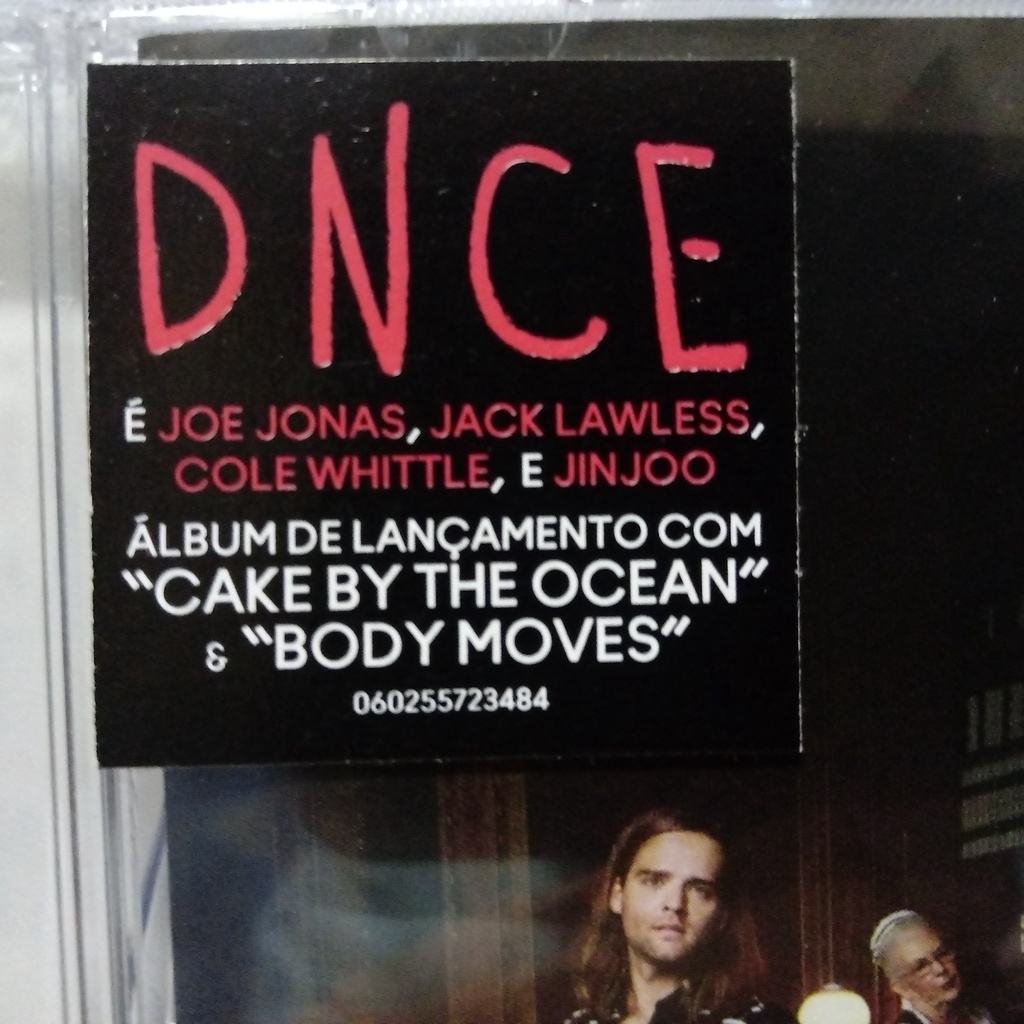 DNCE
É JOE JONAS, JACK LAWLESS,
COLE WHITTLE, E JINJOO
ÁLBUM DE LANÇAMENTO COM
"CAKE BY THE OCEAN"
& "BODY MOVES"
060255723484